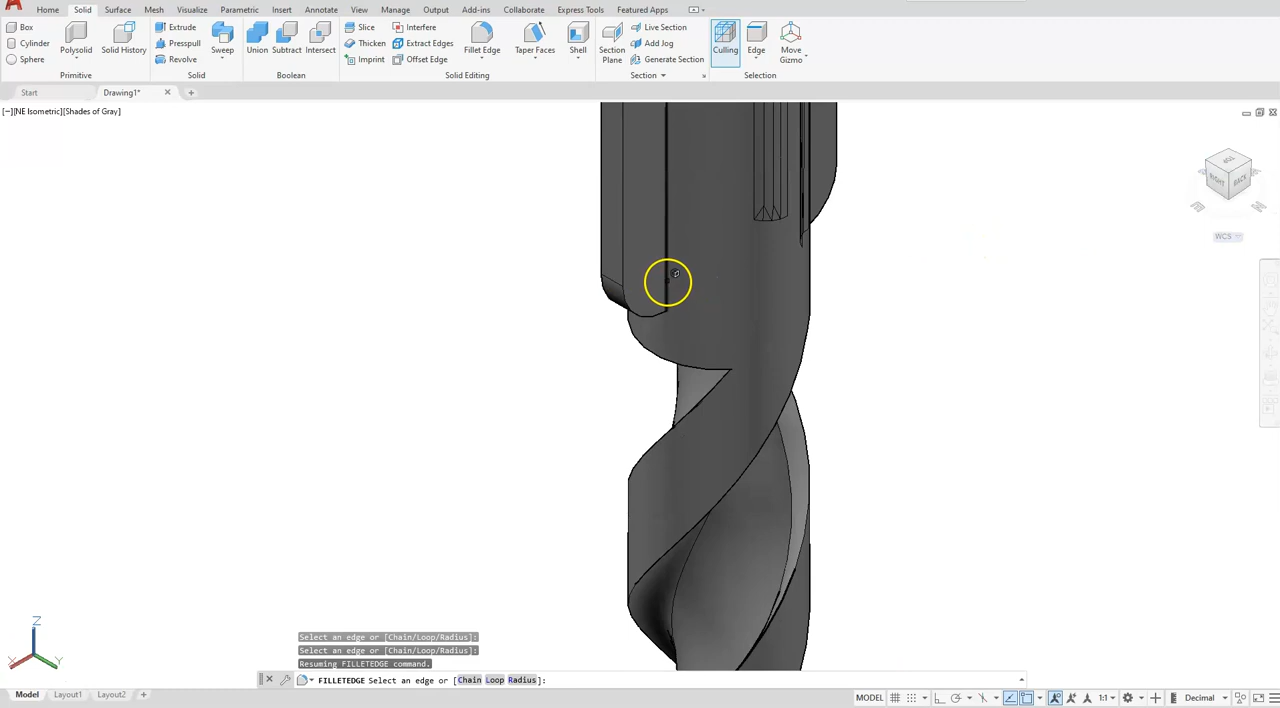 Home Solid Surface Mesh Visualize Parametric Insert Annotate View Manage Output Add-ins Collaborate Express Tools Featured Apps
Box
Cylinder
Sphere
Polysolid
Solid History
Primitive
Extrude
Presspull
Revolve
Sweep
Solid
Union
Subtract
Intersect
Boolean
Slice
Thicken
Imprint
Interfere
Extract Edges
Offset Edge
Fillet Edge
Taper Faces
Shell
Solid Editing
Section
Plane
Live Section
Add Jog
Generate Section
Section
Culling
Edge
Move
Gizmo
Selection
Start
Drawing1*
[−][NE Isometric][Shades of Gray]
TOP
RIGHT
BACK
WCS
Z
X
Y
Select an edge or [Chain/Loop/Radius]:
Select an edge or [Chain/Loop/Radius]:
Resuming FILLETEDGE command.
FILLETEDGE Select an edge or [Chain Loop Radius]:
Model Layout1 Layout2
MODEL
1:1
Decimal